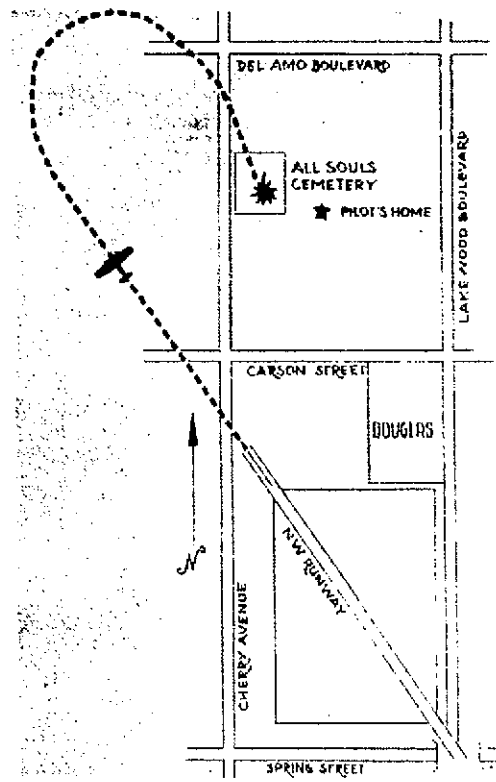 DEL AMO BOULEVARD
ALL SOULS
CEMETERY
PILOT'S HOME
LAKEWOOD BOULEVARD
CARSON STREET
DOUGLAS
N
NW RUNWAY
CHERRY AVENUE
SPRING STREET